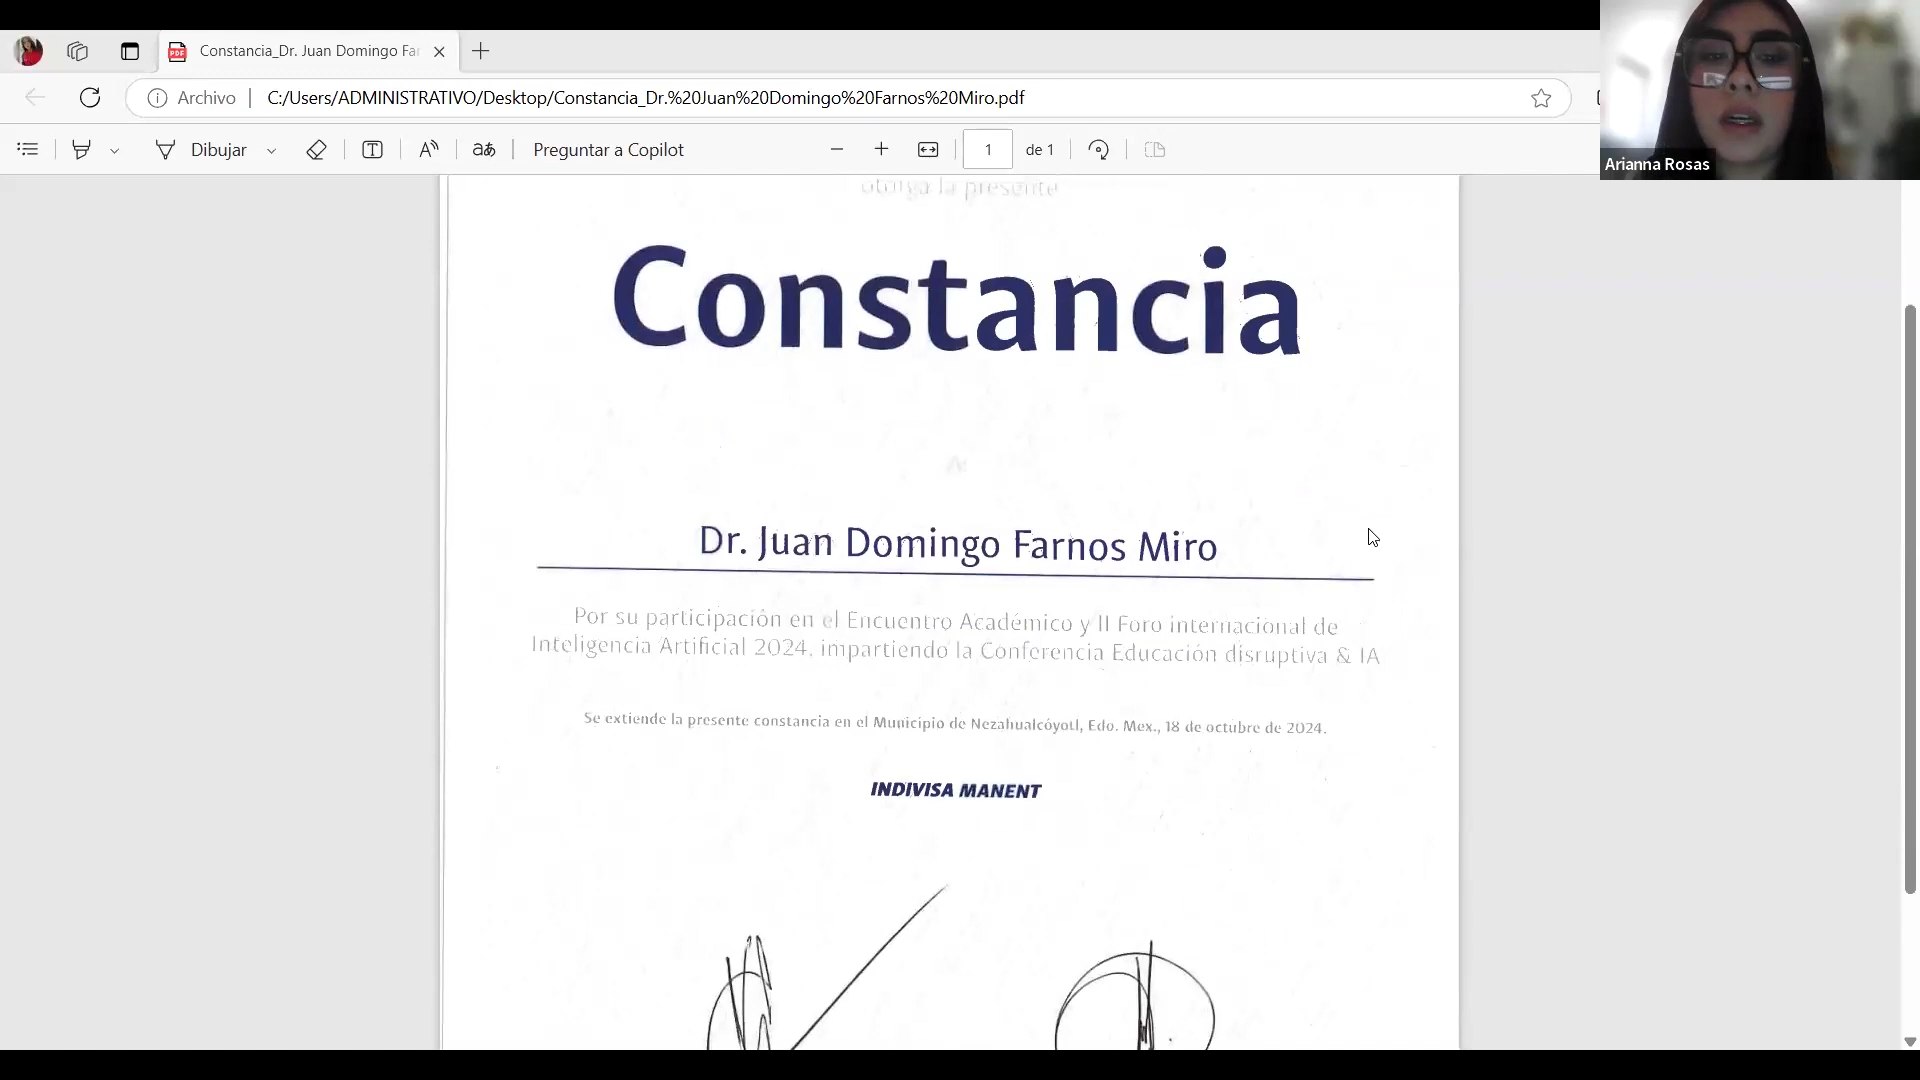 Constancia_Dr. Juan Domingo Far
Archivo
C:/Users/ADMINISTRATIVO/Desktop/Constancia_Dr.%20Juan%20Domingo%20Farnos%20Miro.pdf
Dibujar
Preguntar a Copilot
1
de 1
Arianna Rosas
otorga la presente
Constancia
A:
Dr. Juan Domingo Farnos Miro
Por su participación en el Encuentro Académico y II Foro internacional de
Inteligencia Artificial 2024, impartiendo la Conferencia Educación disruptiva & IA
Se extiende la presente constancia en el Municipio de Nezahualcóyotl, Edo. Mex., 18 de octubre de 2024.
INDIVISA MANENT